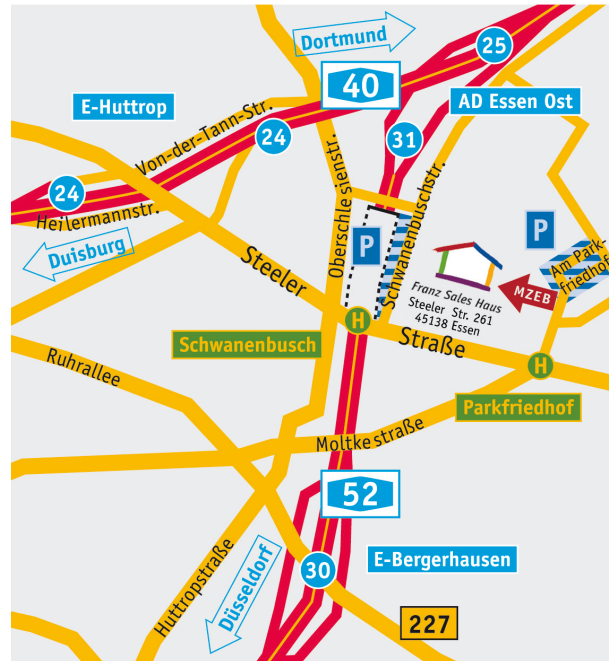 Dortmund
25
40
E-Huttrop
AD Essen Ost
Von-der-Tann-Str.
24
31
24
Heilermannstr.
Duisburg
Oberschlesienstr.
Schwanenbuschstr.
P
P
Am Park-
friedhof
MZEB
Franz Sales Haus
Steeler Str. 261
45138 Essen
Steeler
Straße
H
Schwanenbusch
H
Ruhrallee
Parkfriedhof
Moltkestraße
52
Huttropstraße
Düsseldorf
30
E-Bergerhausen
227